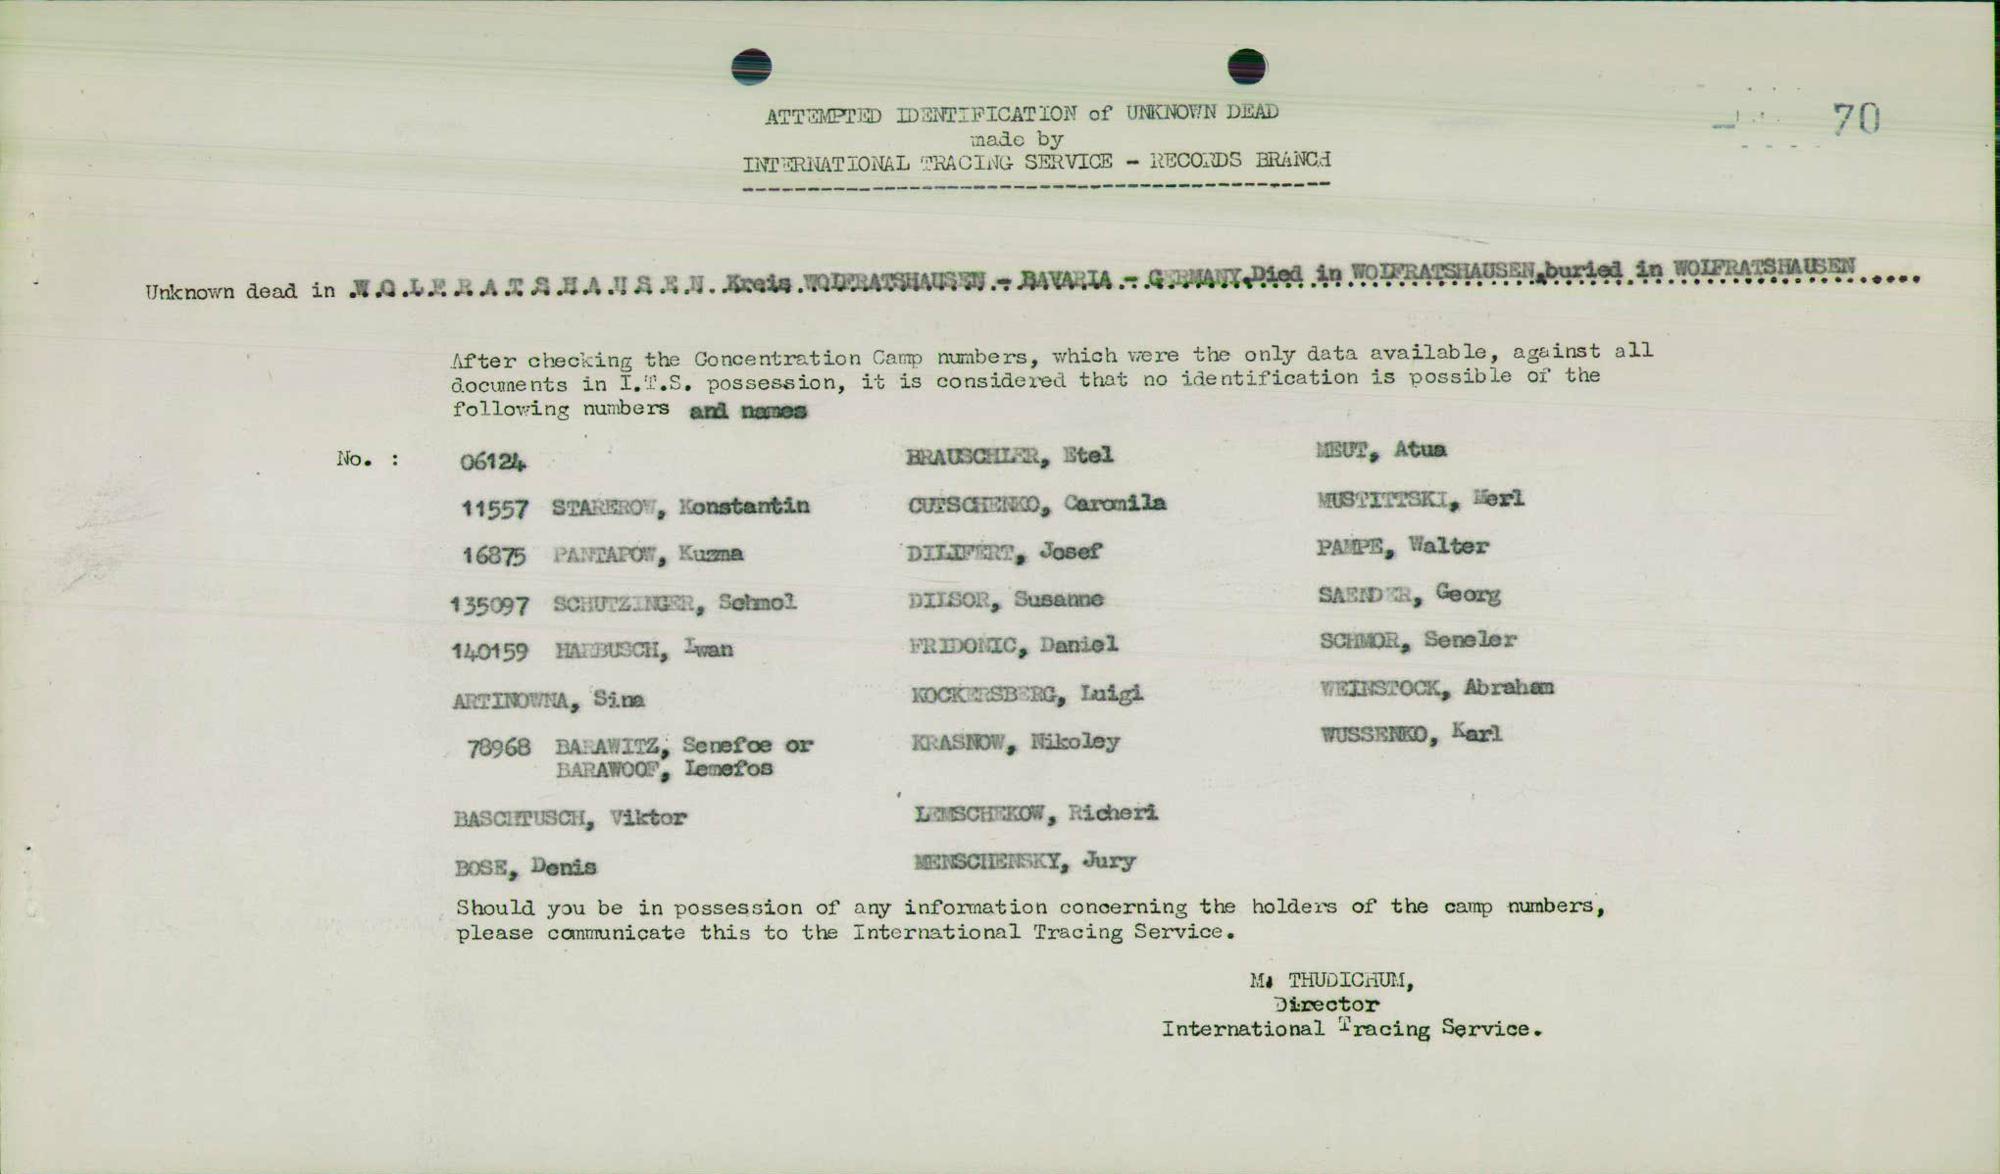 70
ATTEMPTED IDENTIFICATION of UNKNOWN DEAD
made by
INTERNATIONAL TRACING SERVICE - RECORDS BRANCH
Unknown dead in W.O.L.F.R.A.T.S.H.A.U.S.E.N. Kreis WOLFRATSHAUSEN - BAVARIA - GERMANY, Died in WOLFRATSHAUSEN, buried in WOLFRATSHAUSEN
After checking the Concentration Camp numbers, which were the only data available, against all
documents in I.T.S. possession, it is considered that no identification is possible of the
following numbers and names
No. : 06124 BRAUSCHLER, Etel MEUT, Atua
11557 STAREROW, Konstantin CUTSCHENKO, Caromila MUSTITTSKI, Merl
16875 PANTAPOW, Kuzma DILIFERT, Josef PAMPE, Walter
135097 SCHUTZINGER, Schmol DILSOR, Susanne SAENDER, Georg
140159 HARBUSCH, Iwan FRIDONIC, Daniel SCHMOR, Semeler
ARTINOWNA, Sina KOCKERSBERG, Luigi WEINSTOCK, Abraham
78968 BARAWITZ, Senefoe or KRASNOW, Nikoley WUSSENKO, Karl
BARAWOOF, Lemefos
BASCHTUSCH, Viktor LEMSCHEKOW, Richeri
BOSE, Denis MENSCHENSKY, Jury
Should you be in possession of any information concerning the holders of the camp numbers,
please communicate this to the International Tracing Service.
M. THUDICHUM,
Director
International Tracing Service.